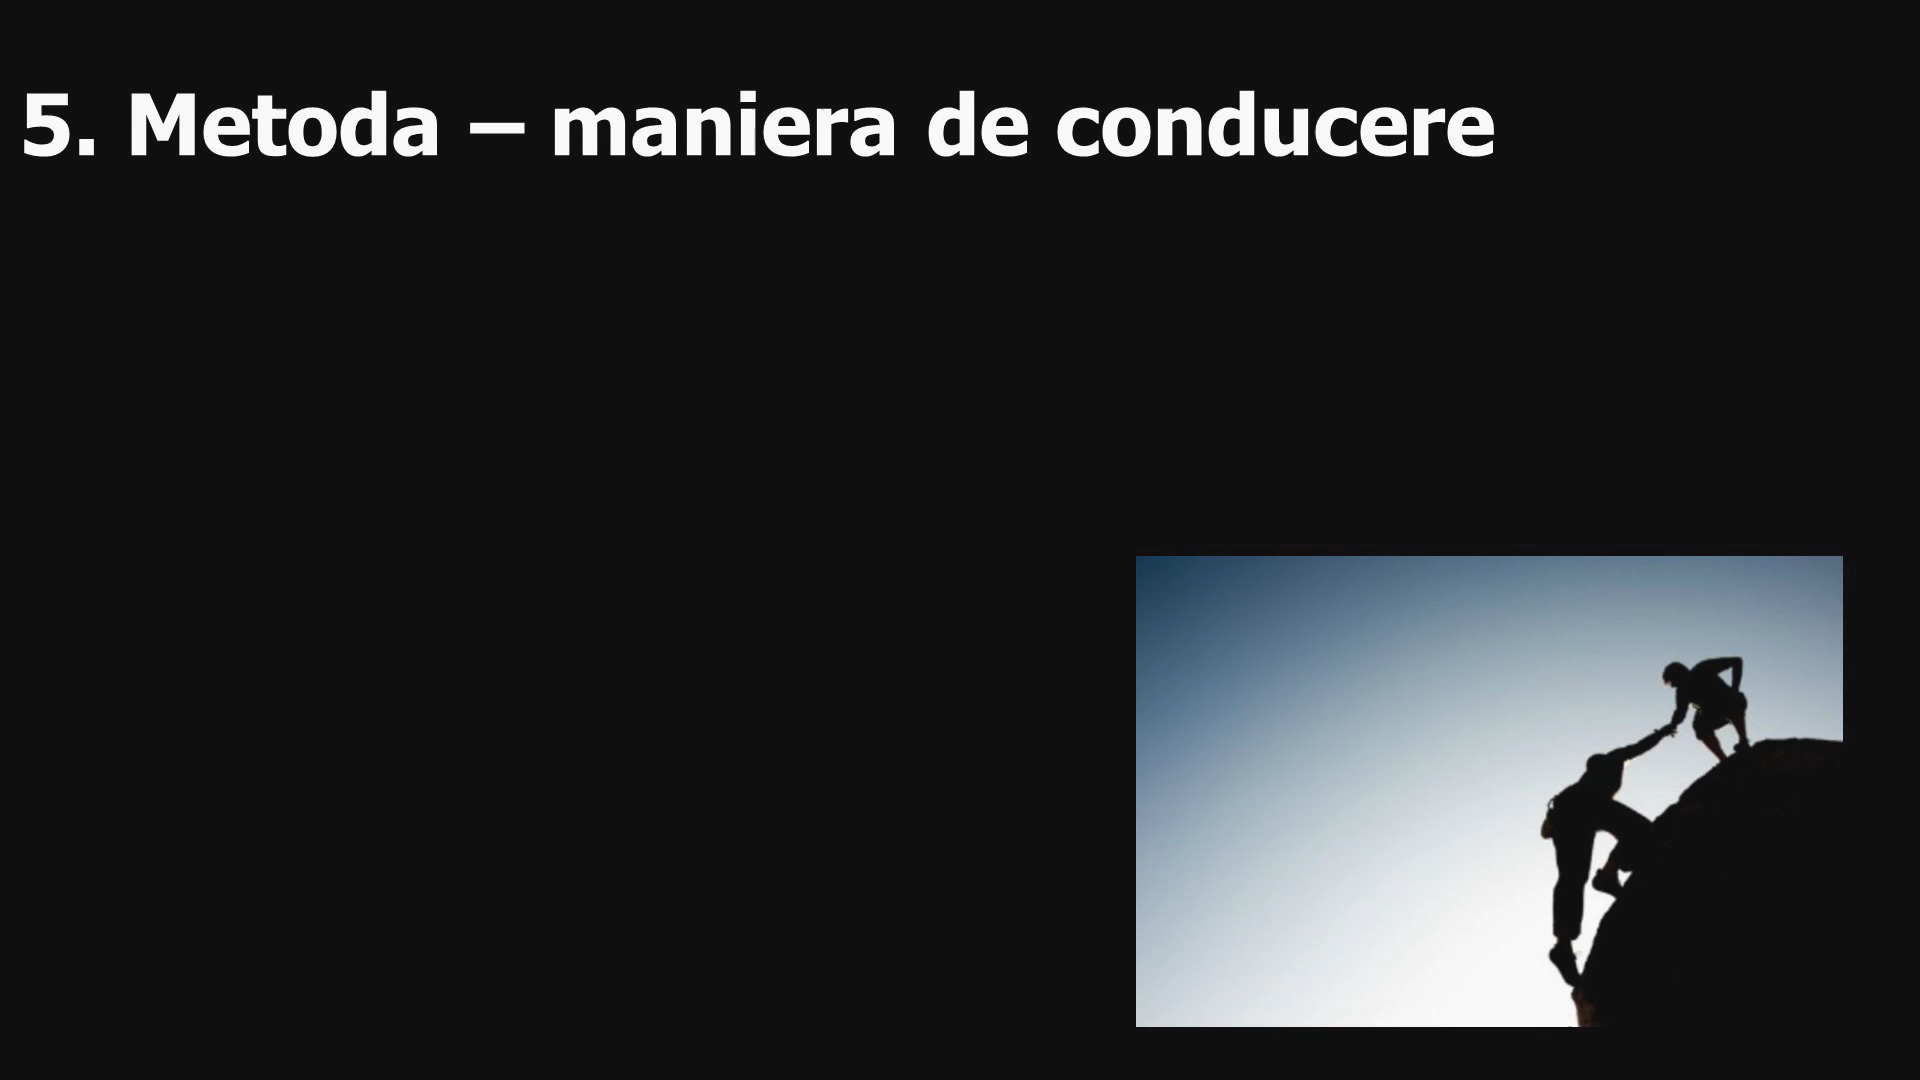 5. Metoda – maniera de conducere